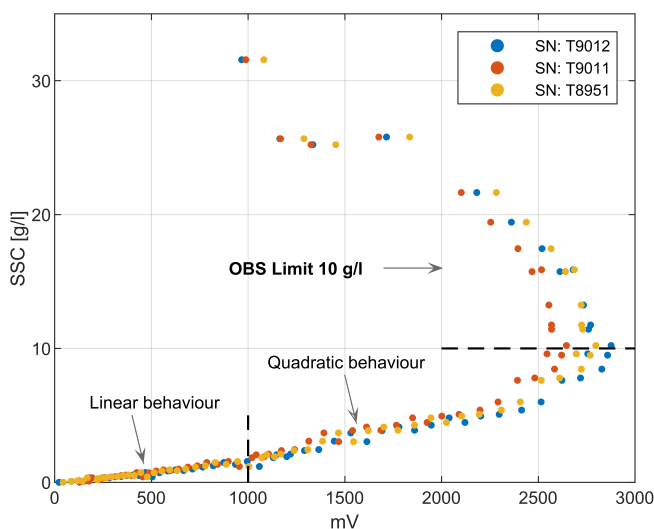 SN: T9012
SN: T9011
SN: T8951
30
20
10
0
SSC [g/l]
OBS Limit 10 g/l
Quadratic behaviour
Linear behaviour
0 500 1000 1500 2000 2500 3000
mV